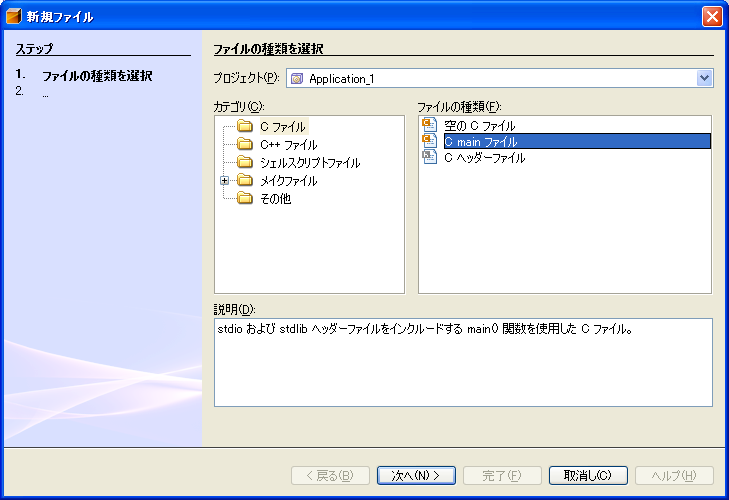 新規ファイル
ステップ
1. ファイルの種類を選択
2. ...
ファイルの種類を選択
プロジェクト(P): Application_1
カテゴリ(C):
C ファイル
C++ ファイル
シェルスクリプトファイル
メイクファイル
その他
ファイルの種類(F):
空の C ファイル
C main ファイル
C ヘッダーファイル
説明(D):
stdio および stdlib ヘッダーファイルをインクルードする main() 関数を使用した C ファイル。
< 戻る(B) 次へ(N) > 完了(F) 取消し(C) ヘルプ(H)